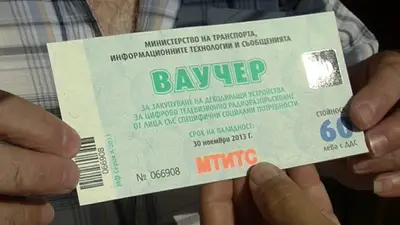 МИНИСТЕРСТВО НА ТРАНСПОРТА,
ИНФОРМАЦИОННИТЕ ТЕХНОЛОГИИ И СЪОБЩЕНИЯТА
ВАУЧЕР
ЗА ЗАКУПУВАНЕ НА ДЕКОДИРАЩИ УСТРОЙСТВА
ЗА ЦИФРОВО ТЕЛЕВИЗИОННО РАДИОРАЗПРЪСКВАНЕ
ОТ ЛИЦА СЪС СПЕЦИФИЧНИ СОЦИАЛНИ ПОТРЕБНОСТИ
СРОК НА ВАЛИДНОСТ:
30 НОЕМВРИ 2013 Г.
СТОЙНОСТ
60
лева с ДДС
МТИТС
№ 066908
066908